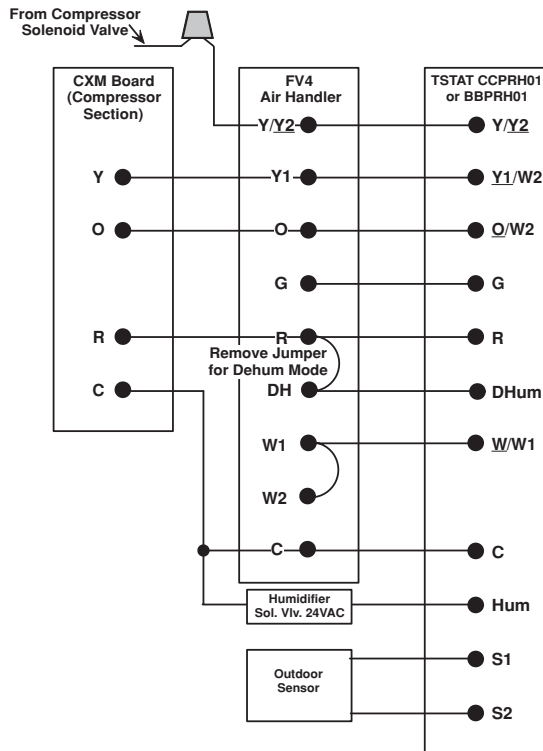 From Compressor
Solenoid Valve
CXM Board
(Compressor
Section)
FV4
Air Handler
TSTAT CCPRH01
or BBPRH01
Y/Y2
Y/Y2
Y
Y1
Y1/W2
O
O
O/W2
G
G
R
R
R
Remove Jumper
for Dehum Mode
C
DH
DHum
W1
W/W1
W2
C
C
Humidifier
Sol. Vlv. 24VAC
Hum
Outdoor
Sensor
S1
S2